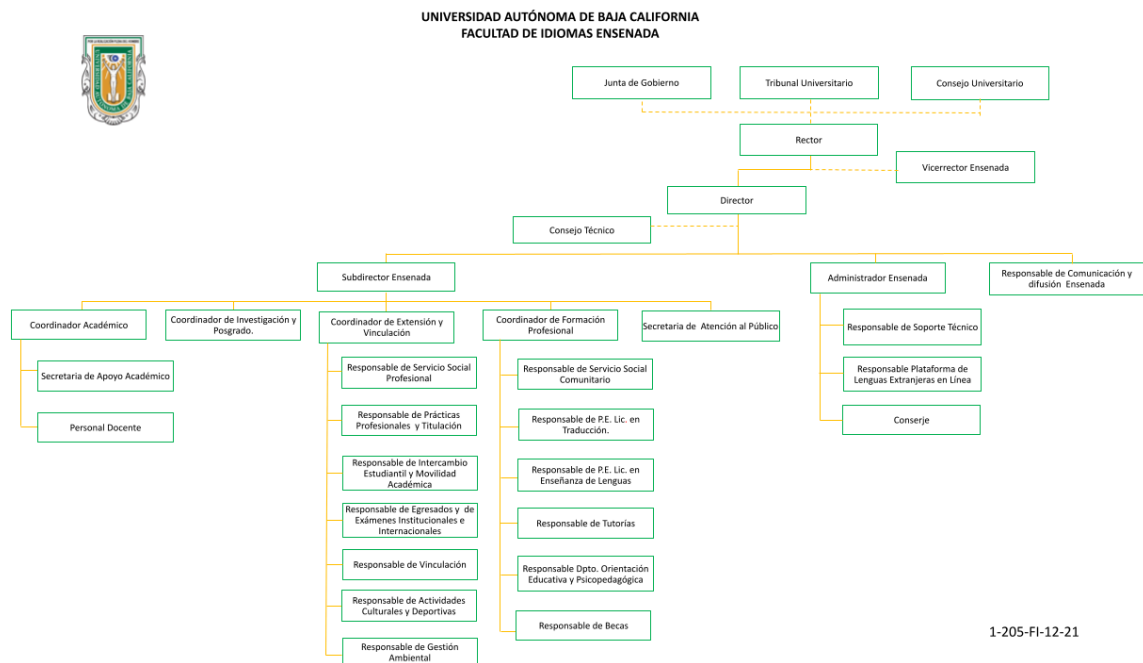 UNIVERSIDAD AUTÓNOMA DE BAJA CALIFORNIA
FACULTAD DE IDIOMAS ENSENADA
Junta de Gobierno
Tribunal Universitario
Consejo Universitario
Rector
Vicerrector Ensenada
Director
Consejo Técnico
Subdirector Ensenada
Administrador Ensenada
Responsable de Comunicación y
difusión Ensenada
Coordinador Académico
Coordinador de Investigación y
Posgrado.
Coordinador de Extensión y
Vinculación
Coordinador de Formación
Profesional
Secretaria de Atención al Público
Responsable de Soporte Técnico
Secretaria de Apoyo Académico
Responsable de Servicio Social
Profesional
Responsable de Servicio Social
Comunitario
Responsable Plataforma de
Lenguas Extranjeras en Línea
Personal Docente
Responsable de Prácticas
Profesionales y Titulación
Responsable de P.E. Lic. en
Traducción.
Conserje
Responsable de Intercambio
Estudiantil y Movilidad
Académica
Responsable de P.E. Lic. en
Enseñanza de Lenguas
Responsable de Egresados y de
Exámenes Institucionales e
Internacionales
Responsable de Tutorías
Responsable de Vinculación
Responsable Dpto. Orientación
Educativa y Psicopedagógica
Responsable de Actividades
Culturales y Deportivas
Responsable de Becas
Responsable de Gestión
Ambiental
1-205-FI-12-21